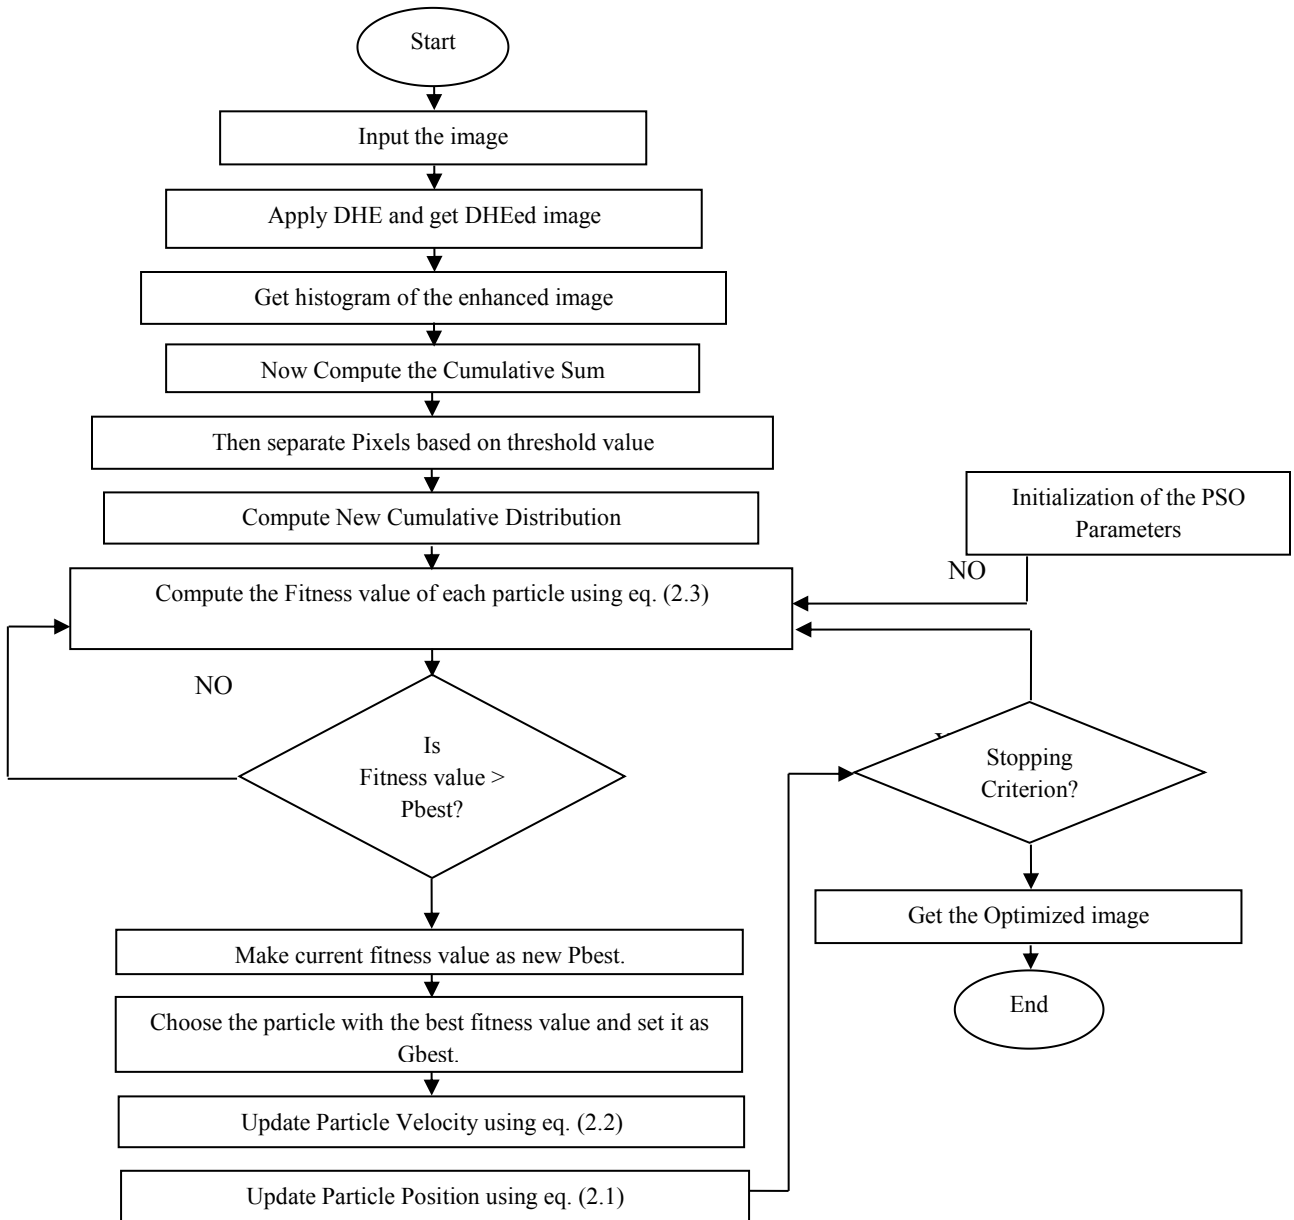 Start
Input the image
Apply DHE and get DHEed image
Get histogram of the enhanced image
Now Compute the Cumulative Sum
Then separate Pixels based on threshold value
Compute New Cumulative Distribution
Initialization of the PSO
Parameters
NO
Compute the Fitness value of each particle using eq. (2.3)
NO
Is
Fitness value >
Pbest?
Stopping
Criterion?
Make current fitness value as new Pbest.
Get the Optimized image
Choose the particle with the best fitness value and set it as
Gbest.
End
Update Particle Velocity using eq. (2.2)
Update Particle Position using eq. (2.1)